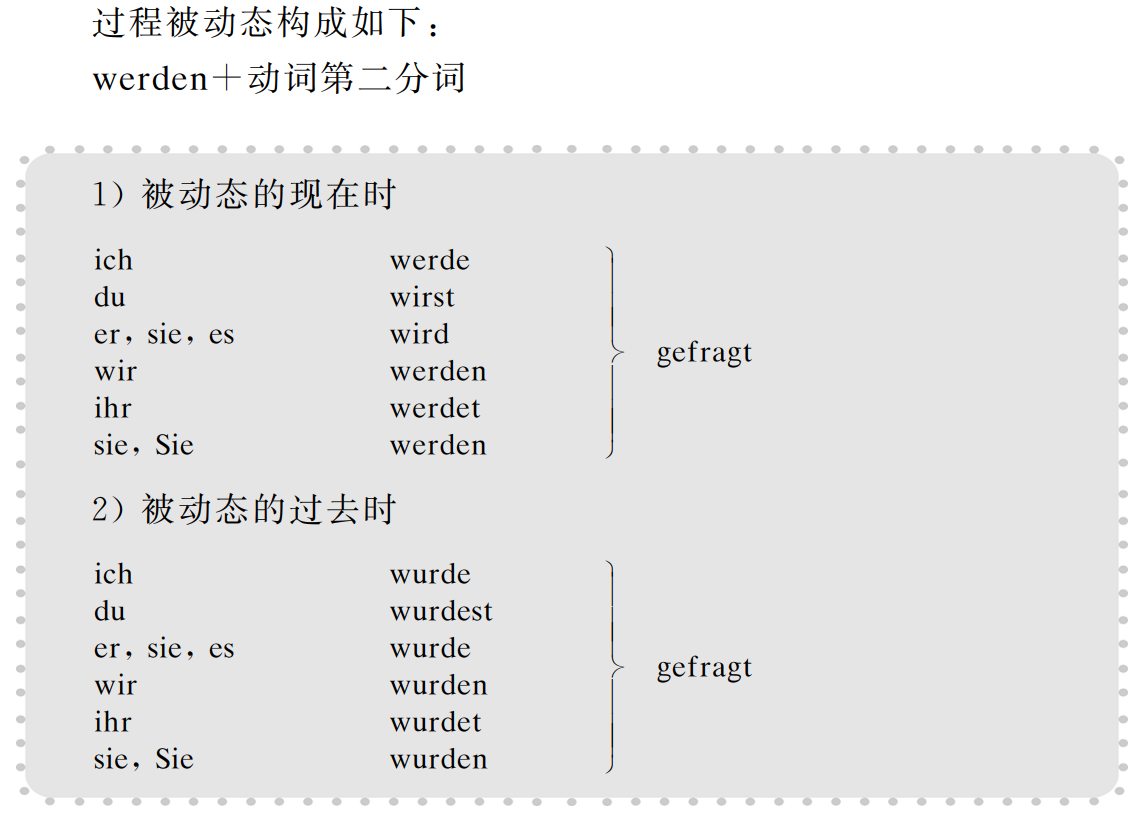 过程被动态构成如下：
werden＋动词第二分词
1）被动态的现在时
ich werde
du wirst
er，sie，es wird
wir werden
gefragt
ihr werdet
sie，Sie werden
2）被动态的过去时
ich wurde
du wurdest
er，sie，es wurde
wir wurden
gefragt
ihr wurdet
sie，Sie wurden